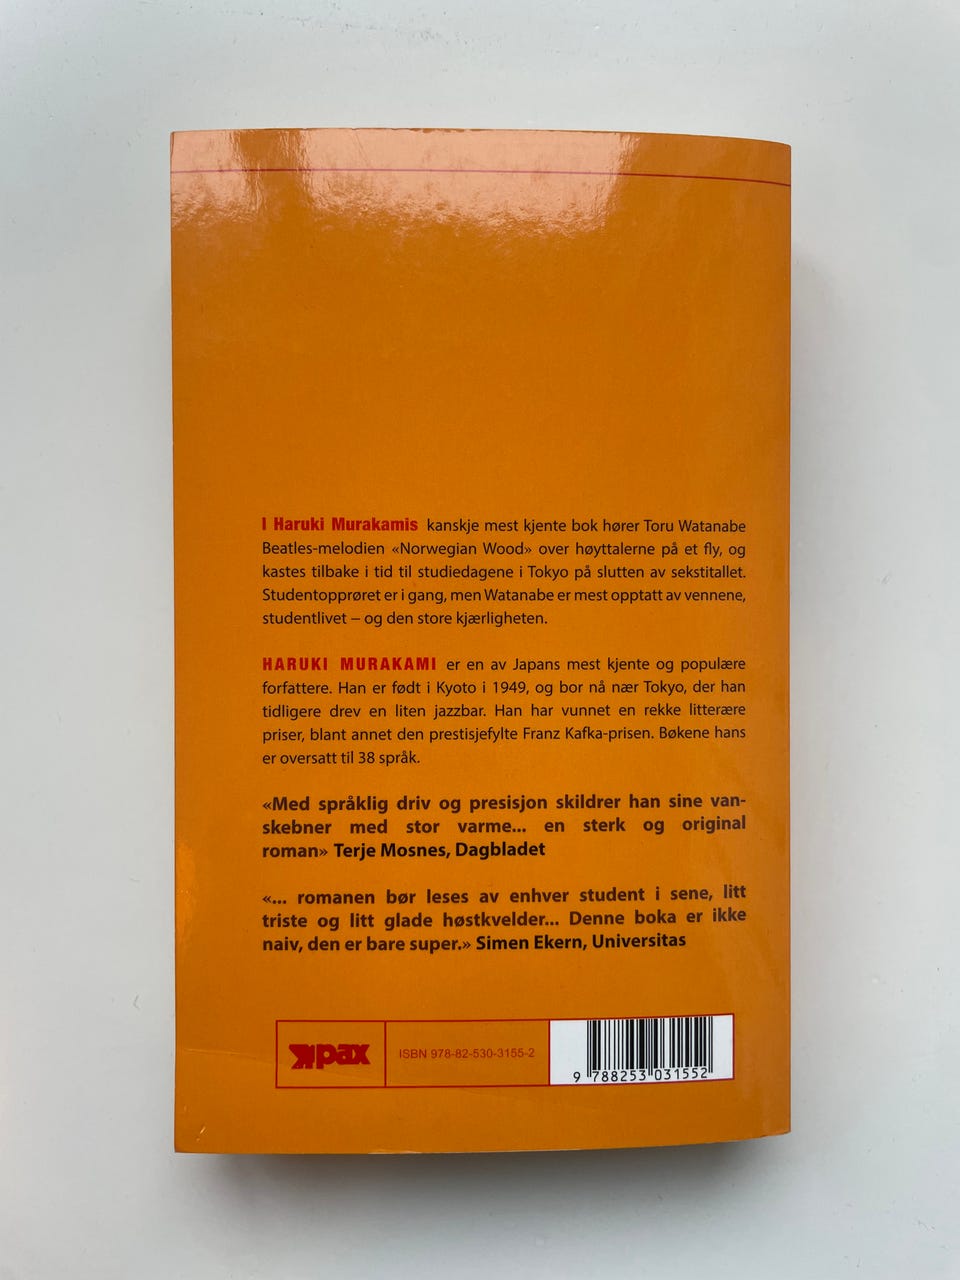 I Haruki Murakamis kanskje mest kjente bok hører Toru Watanabe
Beatles-melodien «Norwegian Wood» over høyttalerne på et fly, og
kastes tilbake i tid til studiedagene i Tokyo på slutten av sekstitallet.
Studentopprøret er i gang, men Watanabe er mest opptatt av vennene,
studentlivet – og den store kjærligheten.
HARUKI MURAKAMI er en av Japans mest kjente og populære
forfattere. Han er født i Kyoto i 1949, og bor nå nær Tokyo, der han
tidligere drev en liten jazzbar. Han har vunnet en rekke litterære
priser, blant annet den prestisjefylte Franz Kafka-prisen. Bøkene hans
er oversatt til 38 språk.
«Med språklig driv og presisjon skildrer han sine van-
skebner med stor varme... en sterk og original
roman» Terje Mosnes, Dagbladet
«... romanen bør leses av enhver student i sene, litt
triste og litt glade høstkvelder... Denne boka er ikke
naiv, den er bare super.» Simen Ekern, Universitas
pax
ISBN 978-82-530-3155-2
9 788253 031552